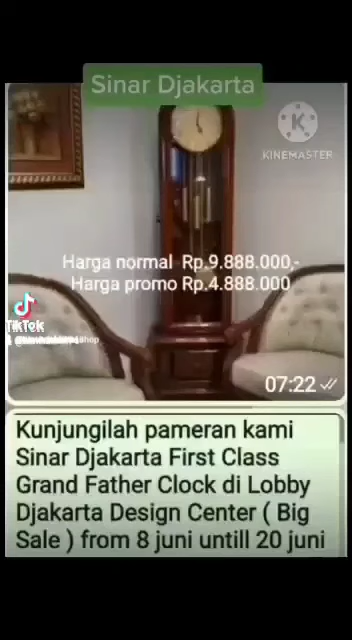 Sinar Djakarta
KINEMASTER
Harga normal Rp.9.888.000,-
Harga promo Rp.4.888.000
TikTok
07:22
Kunjungilah pameran kami
Sinar Djakarta First Class
Grand Father Clock di Lobby
Djakarta Design Center ( Big
Sale ) from 8 juni untill 20 juni